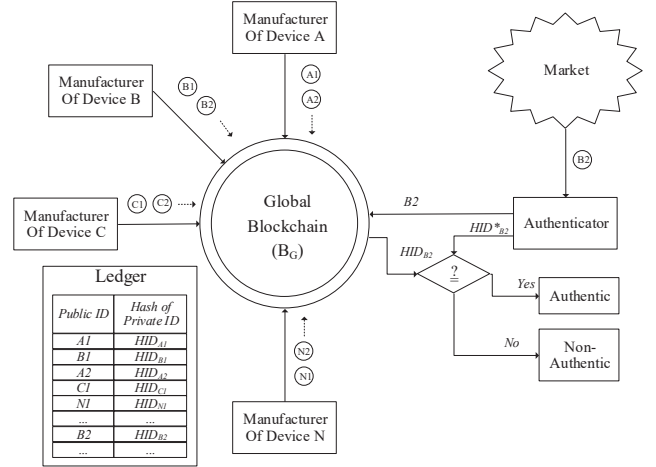 Manufacturer
Of Device A
A1
A2
Manufacturer
Of Device B
B1
B2
Market
B2
Manufacturer
Of Device C
C1 C2
Global
Blockchain
(B_G)
B2
Authenticator
HID*_B2
HID_B2
?
=
Yes
Authentic
No
Non-
Authentic
Ledger
Public ID Hash of
Private ID
A1 HID_A1
B1 HID_B1
A2 HID_A2
C1 HID_C1
N1 HID_N1
... ...
B2 HID_B2
... ...
N2
N1
Manufacturer
Of Device N